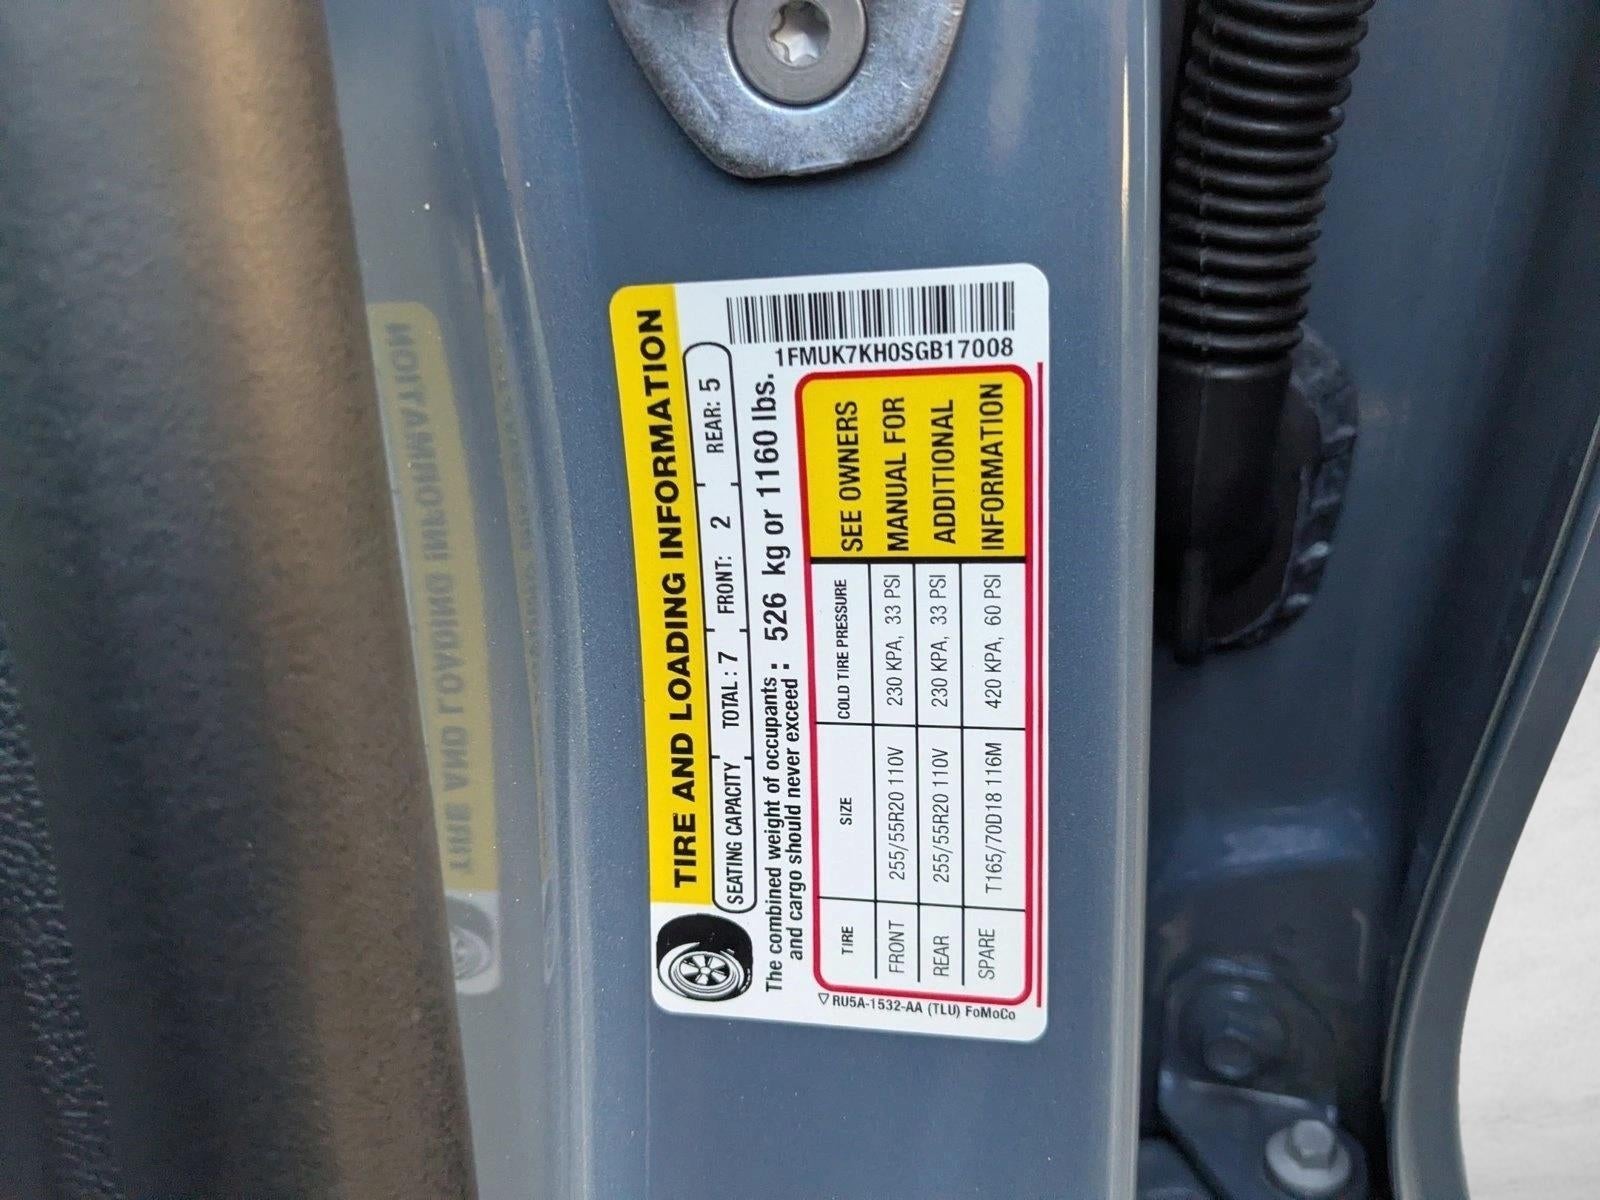 TIRE AND LOADING INFORMATION
SEATING CAPACITY TOTAL : 7 FRONT: 2 REAR: 5
The combined weight of occupants
and cargo should never exceed : 526 kg or 1160 lbs.
1FMUK7KH0SGB17008
TIRE SIZE COLD TIRE PRESSURE
FRONT 255/55R20 110V 230 KPA, 33 PSI
REAR 255/55R20 110V 230 KPA, 33 PSI
SPARE T165/70D18 116M 420 KPA, 60 PSI
SEE OWNERS
MANUAL FOR
ADDITIONAL
INFORMATION
RU5A-1532-AA (TLU) FoMoCo